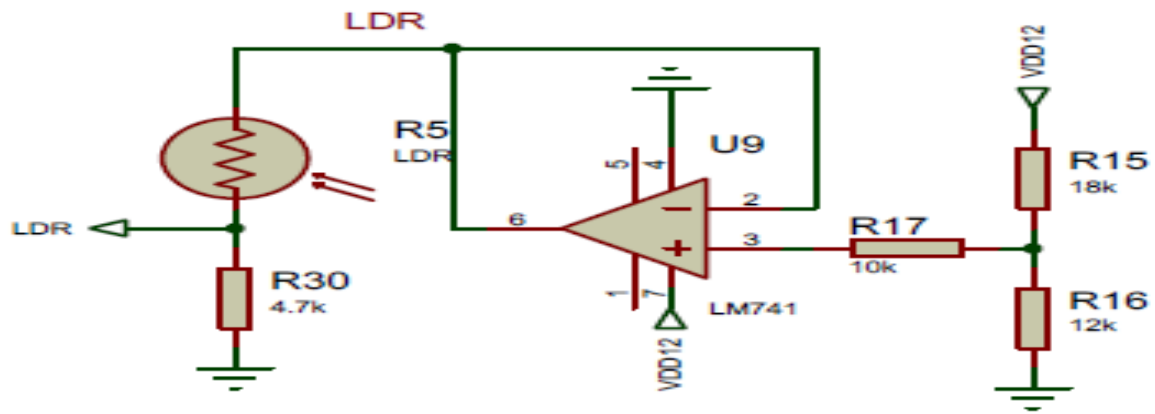 LDR
VDD12
R5
LDR
5
4
U9
R15
18k
2
LDR
6
R17
3
10k
R30
4.7k
1
7
LM741
R16
12k
VDD12